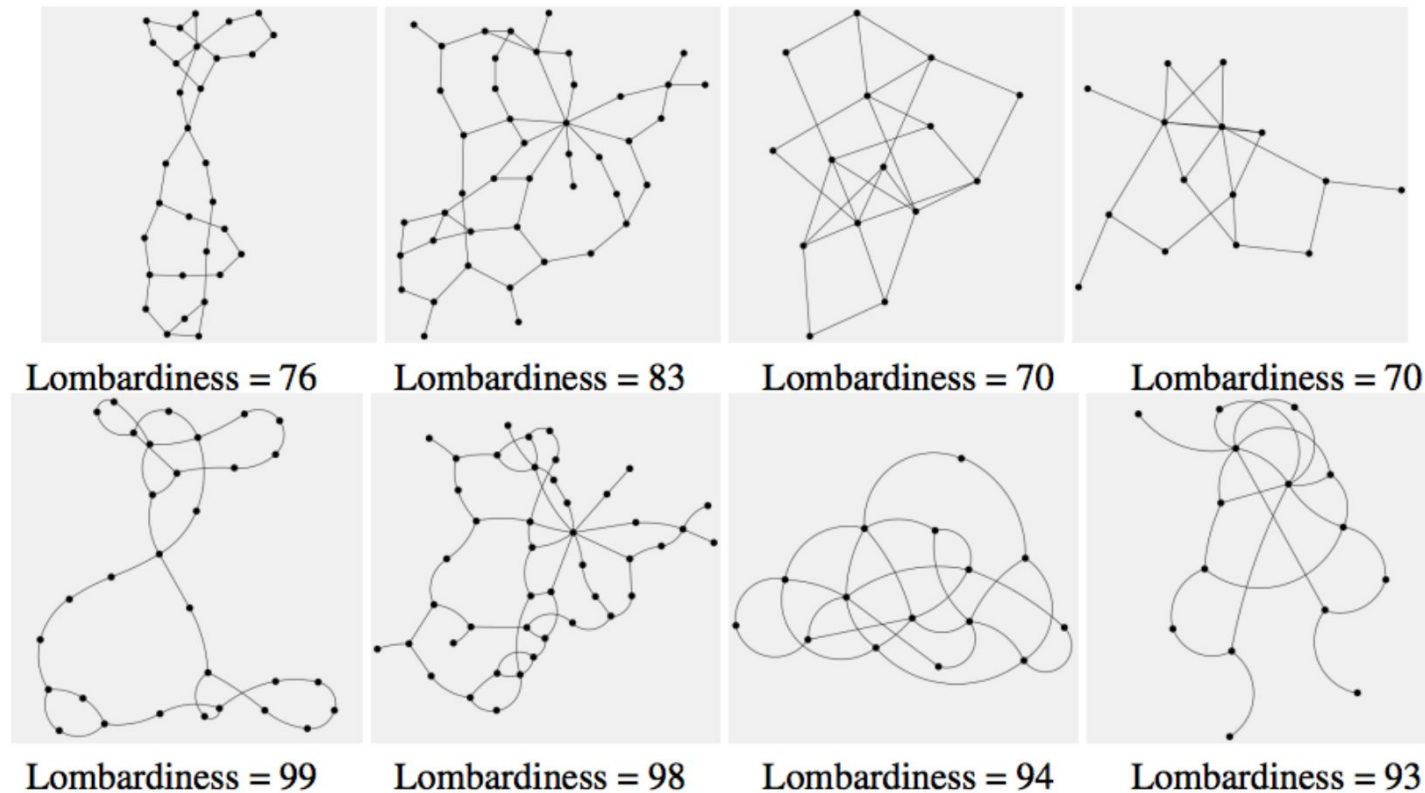 Lombardiness = 76
Lombardiness = 83
Lombardiness = 70
Lombardiness = 70
Lombardiness = 99
Lombardiness = 98
Lombardiness = 94
Lombardiness = 93